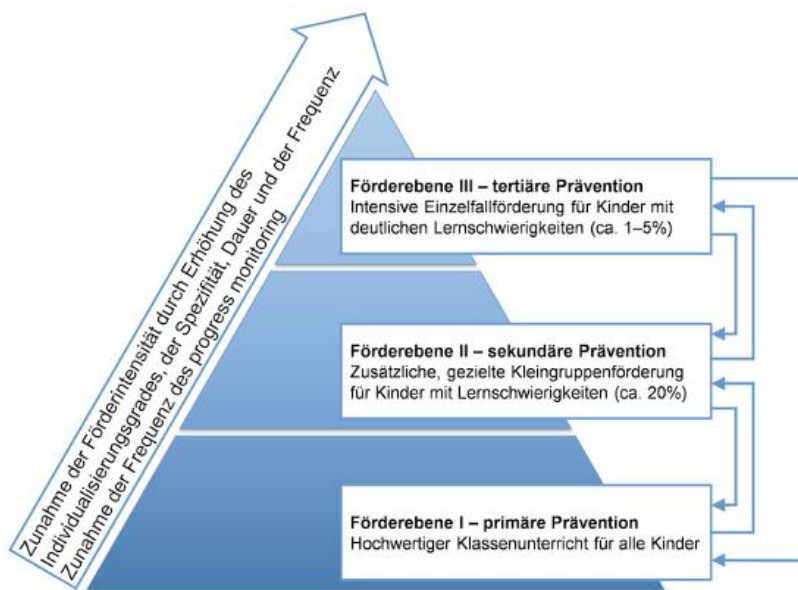 Zunahme der Förderintensität durch Erhöhung des
Individualisierungsgrades, der Spezifität, Dauer und der Frequenz
Zunahme der Frequenz des progress monitoring
Förderebene III – tertiäre Prävention
Intensive Einzelfallförderung für Kinder mit
deutlichen Lernschwierigkeiten (ca. 1–5%)
Förderebene II – sekundäre Prävention
Zusätzliche, gezielte Kleingruppenförderung
für Kinder mit Lernschwierigkeiten (ca. 20%)
Förderebene I – primäre Prävention
Hochwertiger Klassenunterricht für alle Kinder